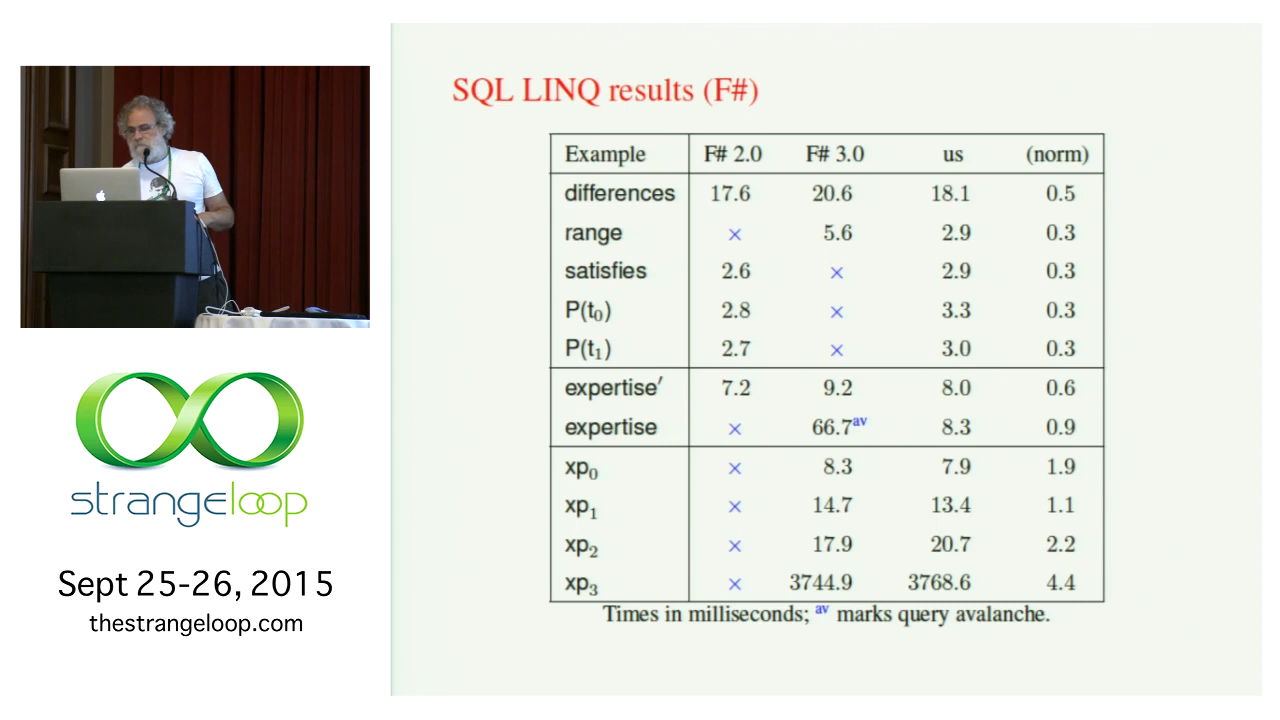 SQL LINQ results (F#)
Example F# 2.0 F# 3.0 us (norm)
differences 17.6 20.6 18.1 0.5
range × 5.6 2.9 0.3
satisfies 2.6 × 2.9 0.3
P(t₀) 2.8 × 3.3 0.3
P(t₁) 2.7 × 3.0 0.3
expertise′ 7.2 9.2 8.0 0.6
expertise × 66.7ᵃᵛ 8.3 0.9
xp₀ × 8.3 7.9 1.9
xp₁ × 14.7 13.4 1.1
xp₂ × 17.9 20.7 2.2
xp₃ × 3744.9 3768.6 4.4
Times in milliseconds; ᵃᵛ marks query avalanche.
strangeloop
Sept 25-26, 2015
thestrangeloop.com